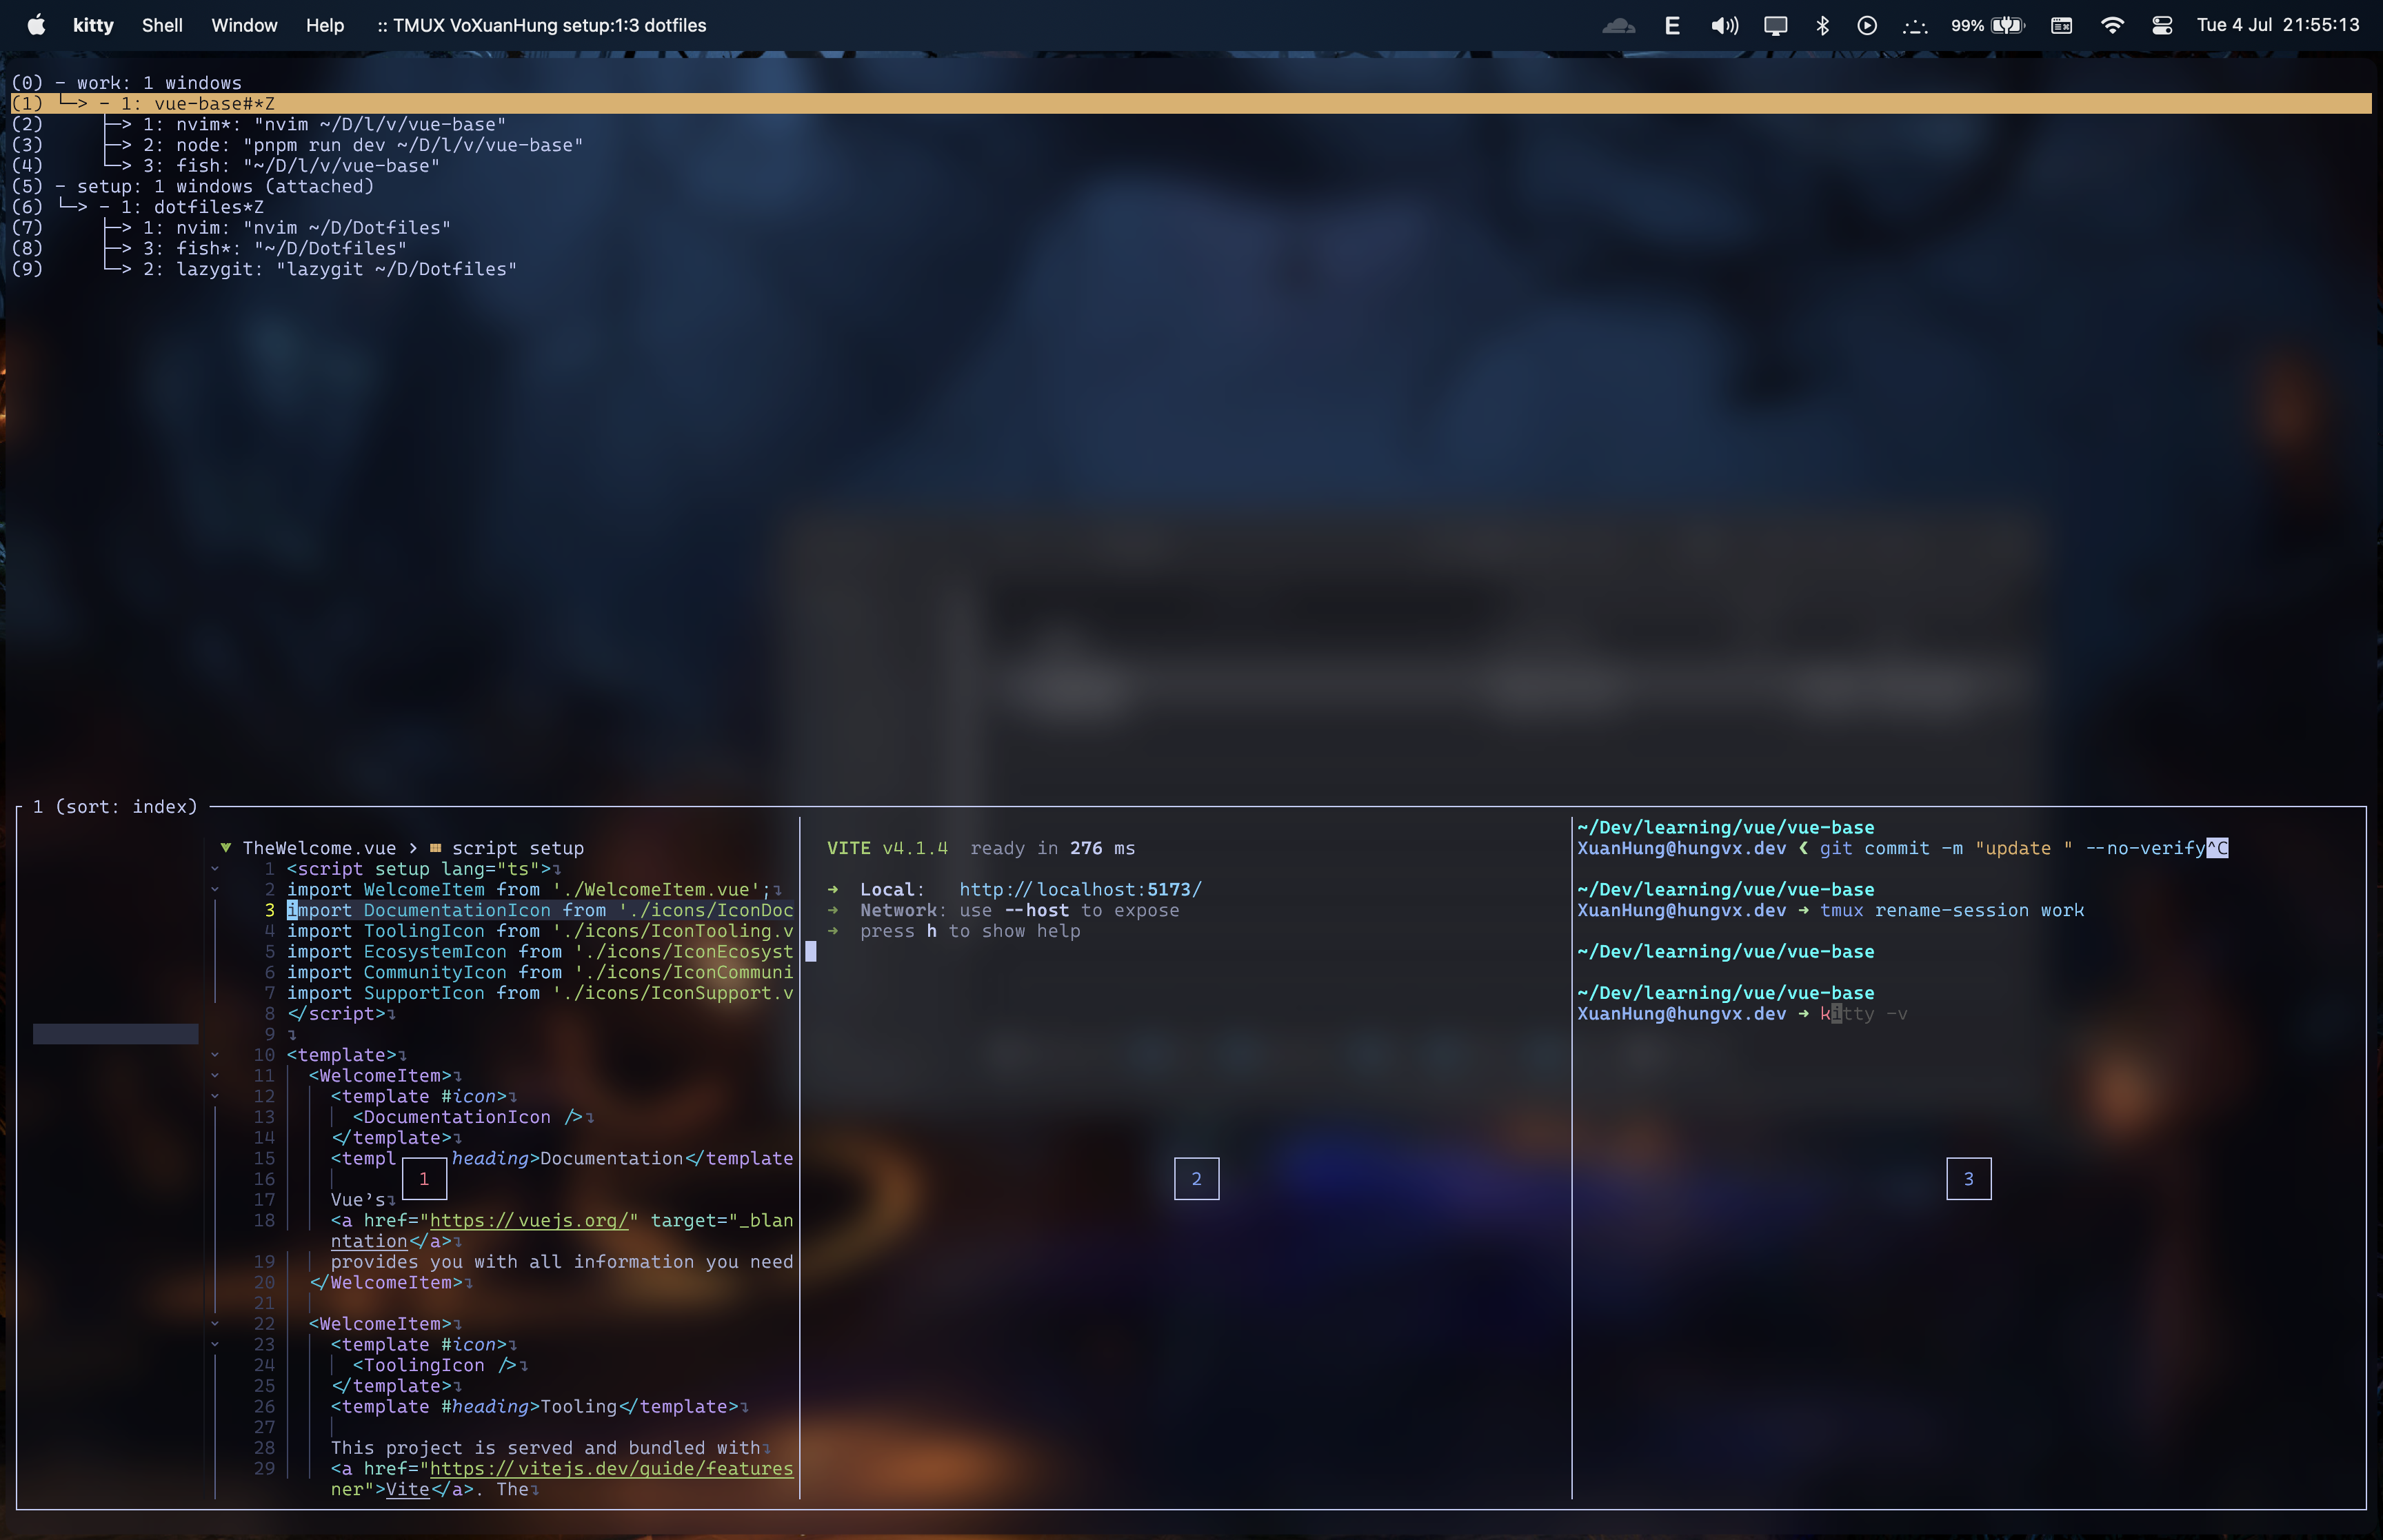 kitty Shell Window Help :: TMUX VoXuanHung setup:1:3 dotfiles E 99% Tue 4 Jul 21:55:13
(0) - work: 1 windows
(1) └─> - 1: vue-base#*Z
(2) ├─> 1: nvim*: "nvim ~/D/l/v/vue-base"
(3) ├─> 2: node: "pnpm run dev ~/D/l/v/vue-base"
(4) └─> 3: fish: "~/D/l/v/vue-base"
(5) - setup: 1 windows (attached)
(6) └─> - 1: dotfiles*Z
(7) ├─> 1: nvim: "nvim ~/D/Dotfiles"
(8) ├─> 3: fish*: "~/D/Dotfiles"
(9) └─> 2: lazygit: "lazygit ~/D/Dotfiles"
1 (sort: index)
TheWelcome.vue > script setup
1 <script setup lang="ts">
2 import WelcomeItem from './WelcomeItem.vue';
3 import DocumentationIcon from './icons/IconDoc
4 import ToolingIcon from './icons/IconTooling.v
5 import EcosystemIcon from './icons/IconEcosyst
6 import CommunityIcon from './icons/IconCommuni
7 import SupportIcon from './icons/IconSupport.v
8 </script>
9
10 <template>
11 <WelcomeItem>
12 <template #icon>
13 <DocumentationIcon />
14 </template>
15 <templ heading>Documentation</template
16
1
17 Vue's
18 <a href="https://vuejs.org/" target="_blan
ntation</a>
19 provides you with all information you need
20 </WelcomeItem>
21
22 <WelcomeItem>
23 <template #icon>
24 <ToolingIcon />
25 </template>
26 <template #heading>Tooling</template>
27
28 This project is served and bundled with
29 <a href="https://vitejs.dev/guide/features
ner">Vite</a>. The
VITE v4.1.4 ready in 276 ms
➜ Local: http://localhost:5173/
➜ Network: use --host to expose
➜ press h to show help
2
~/Dev/learning/vue/vue-base
XuanHung@hungvx.dev ❮ git commit -m "update " --no-verify^C
~/Dev/learning/vue/vue-base
XuanHung@hungvx.dev ➜ tmux rename-session work
~/Dev/learning/vue/vue-base
~/Dev/learning/vue/vue-base
XuanHung@hungvx.dev ➜ kitty -v
3